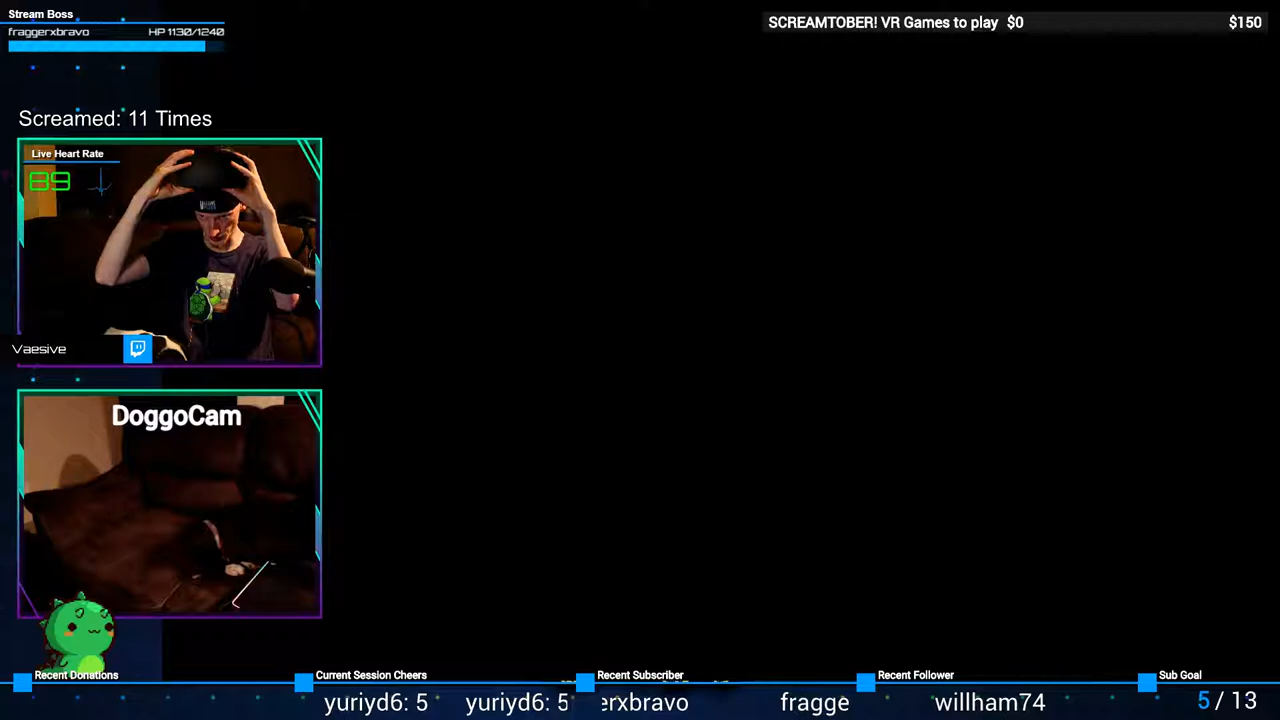 Stream Boss
fraggerxbravo HP 1130/1240
SCREAMTOBER! VR Games to play $0 $150
Screamed: 11 Times
Live Heart Rate
89
Vaesive
DoggoCam
Recent Donations
Current Session Cheers
Recent Subscriber
Recent Follower
Sub Goal
yuriyd6: 5 yuriyd6: 5
erxbravo fragge
willham74
5 / 13